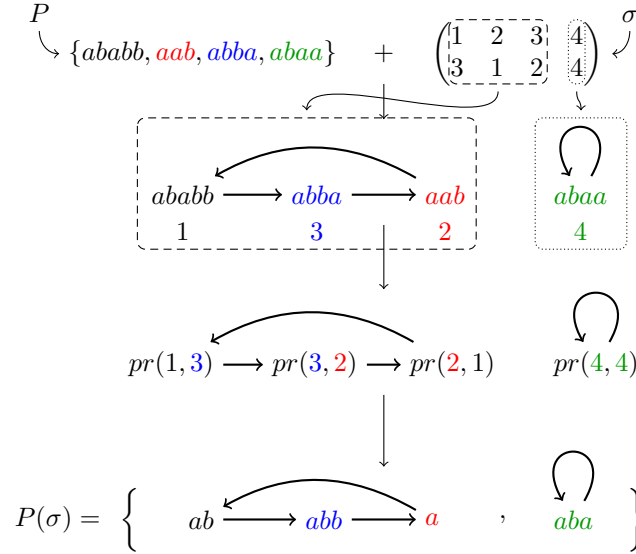 P σ
{ababb, aab, abba, abaa} + (1 2 3 4
3 1 2 4)
ababb abba aab abaa
1 3 2 4
pr(1, 3) pr(3, 2) pr(2, 1) pr(4, 4)
P(σ) = { ab abb a , aba }